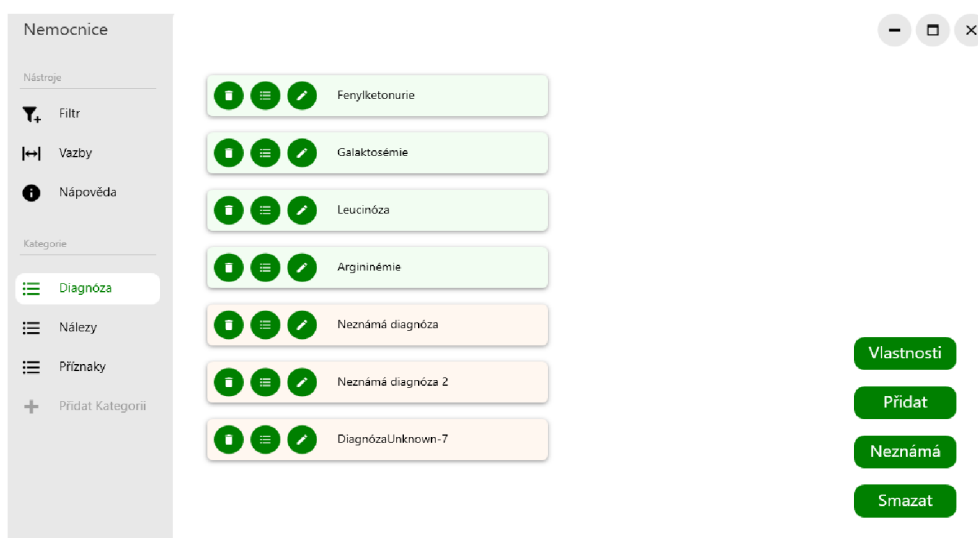 Nemocnice
Nástroje
Filtr
Vazby
Nápověda
Kategorie
Diagnóza
Nálezy
Příznaky
Přidat Kategorii
Fenylketonurie
Galaktosémie
Leucinóza
Argininémie
Neznámá diagnóza
Neznámá diagnóza 2
DiagnózaUnknown-7
Vlastnosti
Přidat
Neznámá
Smazat